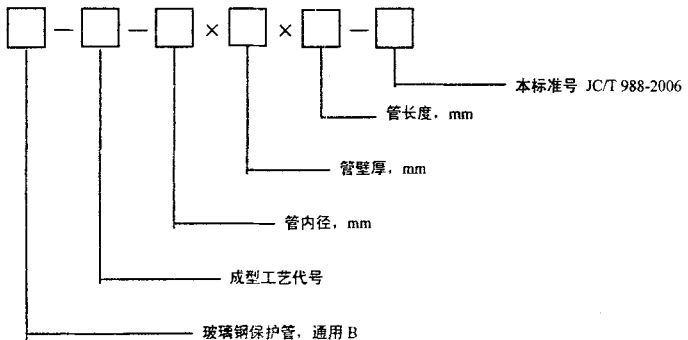 - - × × -
本标准号 JC/T 988-2006
管长度，mm
管壁厚，mm
管内径，mm
成型工艺代号
玻璃钢保护管，通用 B